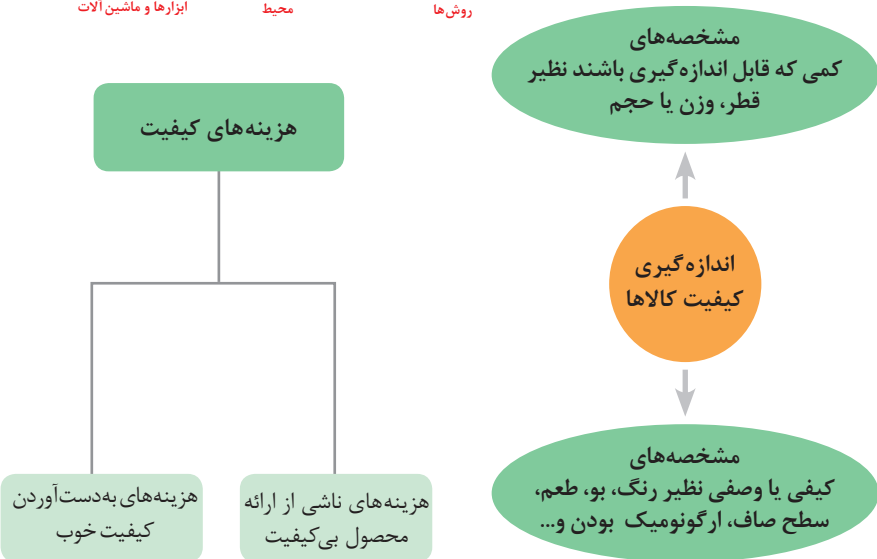 روش‌ها
محیط
ابزارها و ماشین‌آلات
مشخصه‌های
کمی که قابل اندازه‌گیری باشند نظیر
قطر، وزن یا حجم
اندازه‌گیری
کیفیت کالاها
مشخصه‌های
کیفی یا وصفی نظیر رنگ، بو، طعم،
سطح صاف، ارگونومیک بودن و...
هزینه‌های کیفیت
هزینه‌های ناشی از ارائه
محصول بی‌کیفیت
هزینه‌های به‌دست‌آوردن
کیفیت خوب